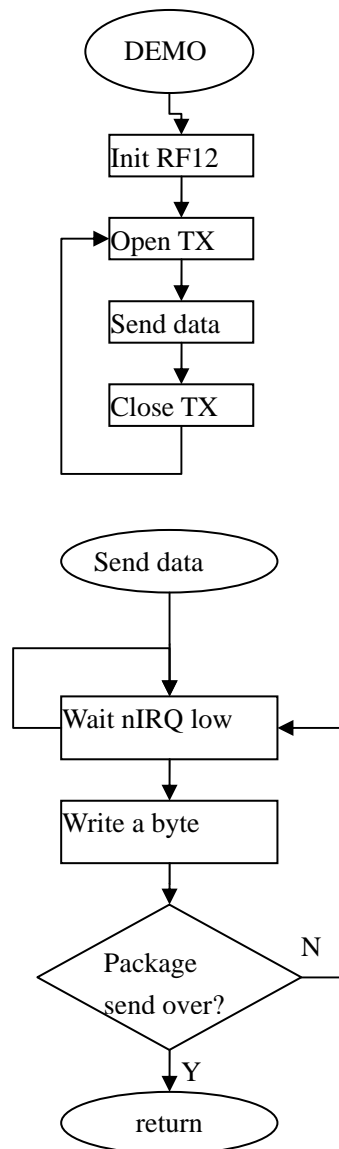 DEMO
Init RF12
Open TX
Send data
Close TX
Send data
Wait nIRQ low
Write a byte
Package
send over?
N
Y
return